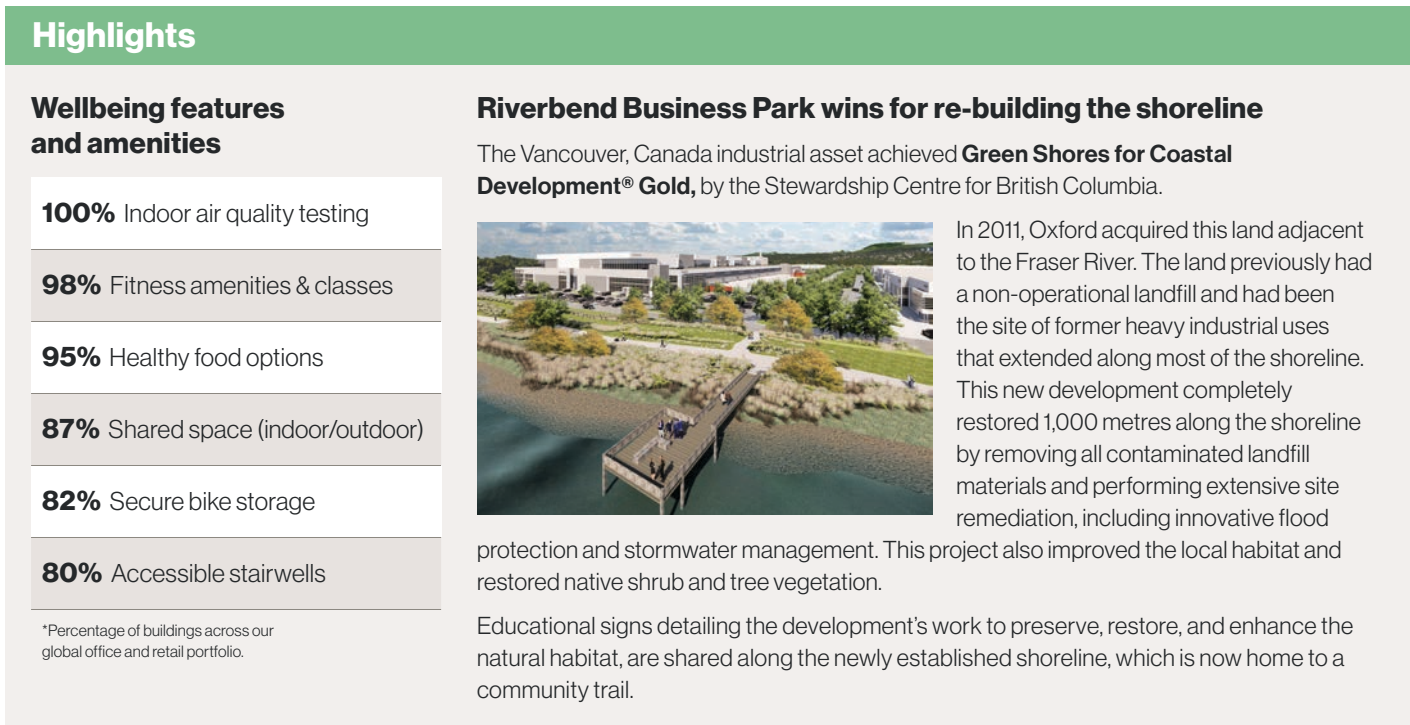 Highlights
Wellbeing features
and amenities
100% Indoor air quality testing
98% Fitness amenities & classes
95% Healthy food options
87% Shared space (indoor/outdoor)
82% Secure bike storage
80% Accessible stairwells
*Percentage of buildings across our
global office and retail portfolio.
Riverbend Business Park wins for re-building the shoreline
The Vancouver, Canada industrial asset achieved Green Shores for Coastal
Development® Gold, by the Stewardship Centre for British Columbia.
In 2011, Oxford acquired this land adjacent
to the Fraser River. The land previously had
a non-operational landfill and had been
the site of former heavy industrial uses
that extended along most of the shoreline.
This new development completely
restored 1,000 metres along the shoreline
by removing all contaminated landfill
materials and performing extensive site
remediation, including innovative flood
protection and stormwater management. This project also improved the local habitat and
restored native shrub and tree vegetation.
Educational signs detailing the development's work to preserve, restore, and enhance the
natural habitat, are shared along the newly established shoreline, which is now home to a
community trail.